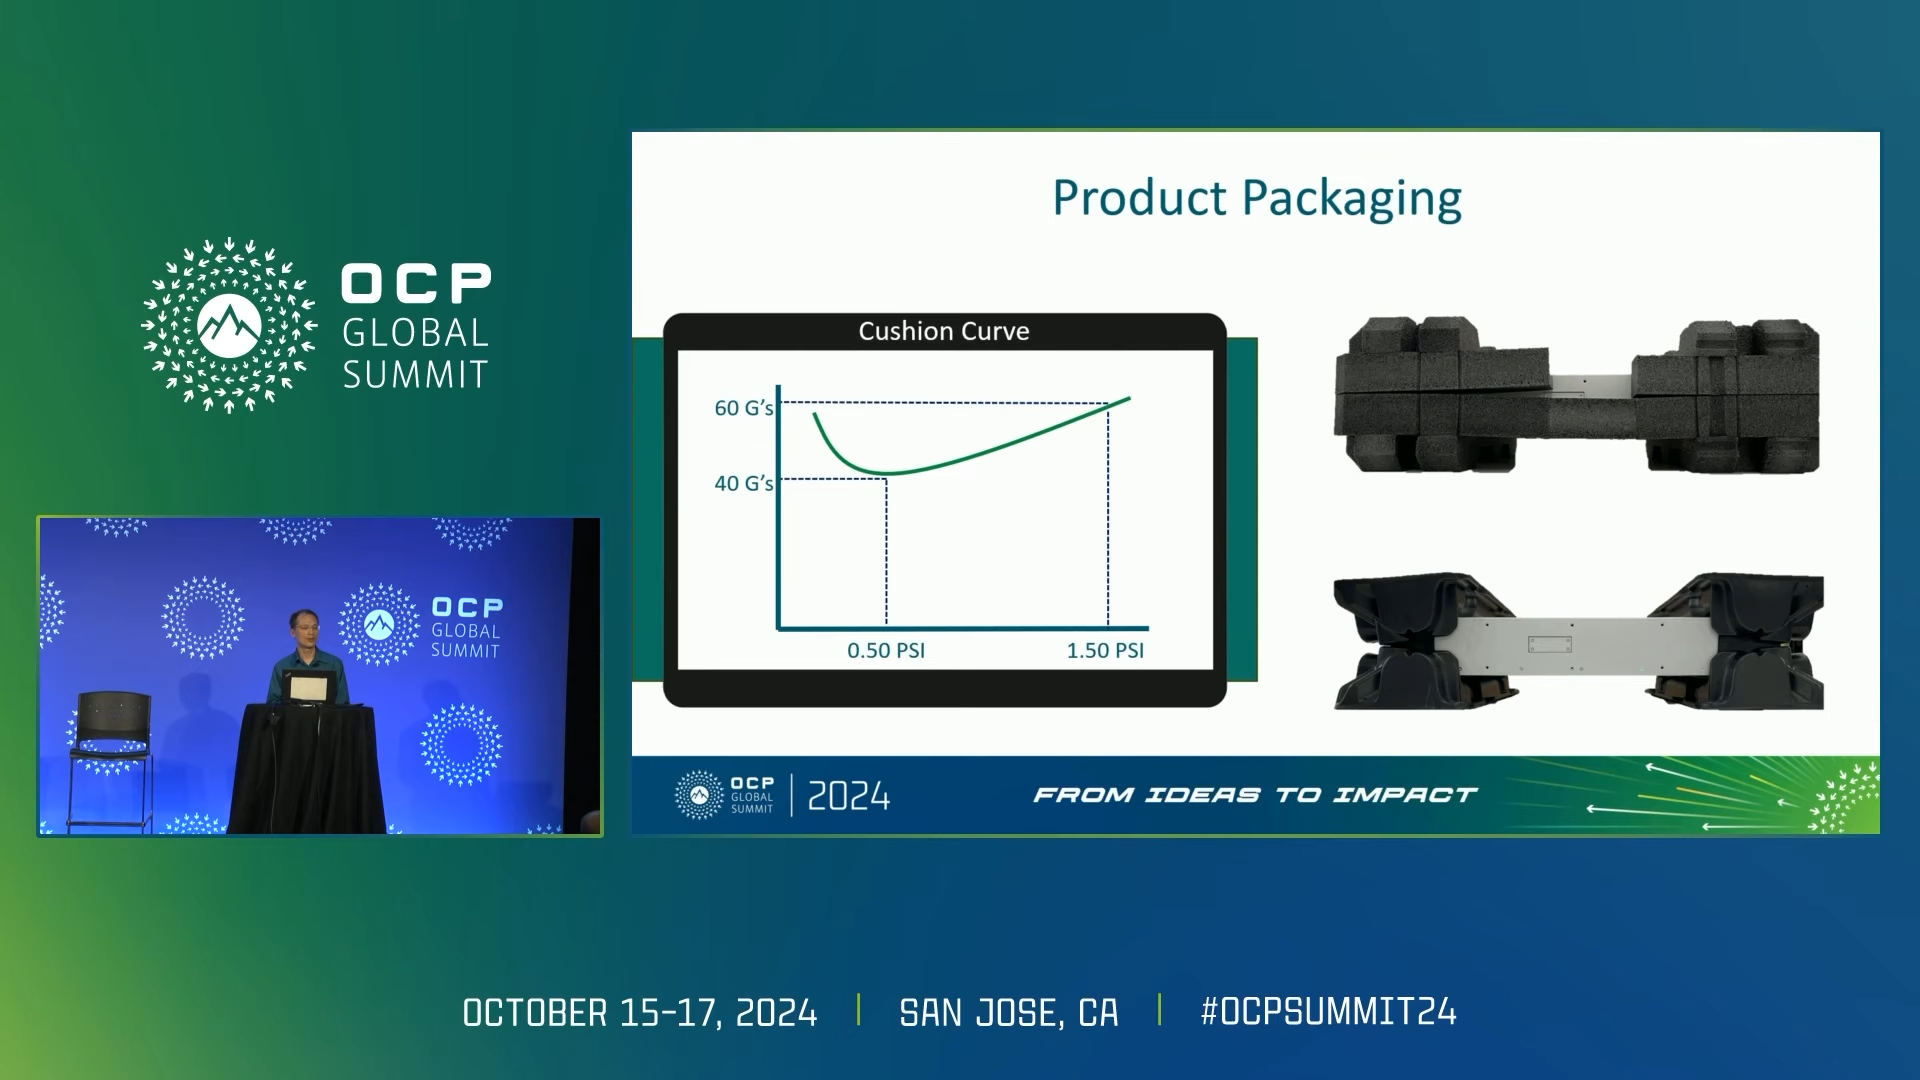 OCP
GLOBAL
SUMMIT
OCP
GLOBAL
SUMMIT
Product Packaging
Cushion Curve
60 G's
40 G's
0.50 PSI
1.50 PSI
OCP
GLOBAL
SUMMIT
2024
FROM IDEAS TO IMPACT
OCTOBER 15-17, 2024
SAN JOSE, CA
#OCPSUMMIT24